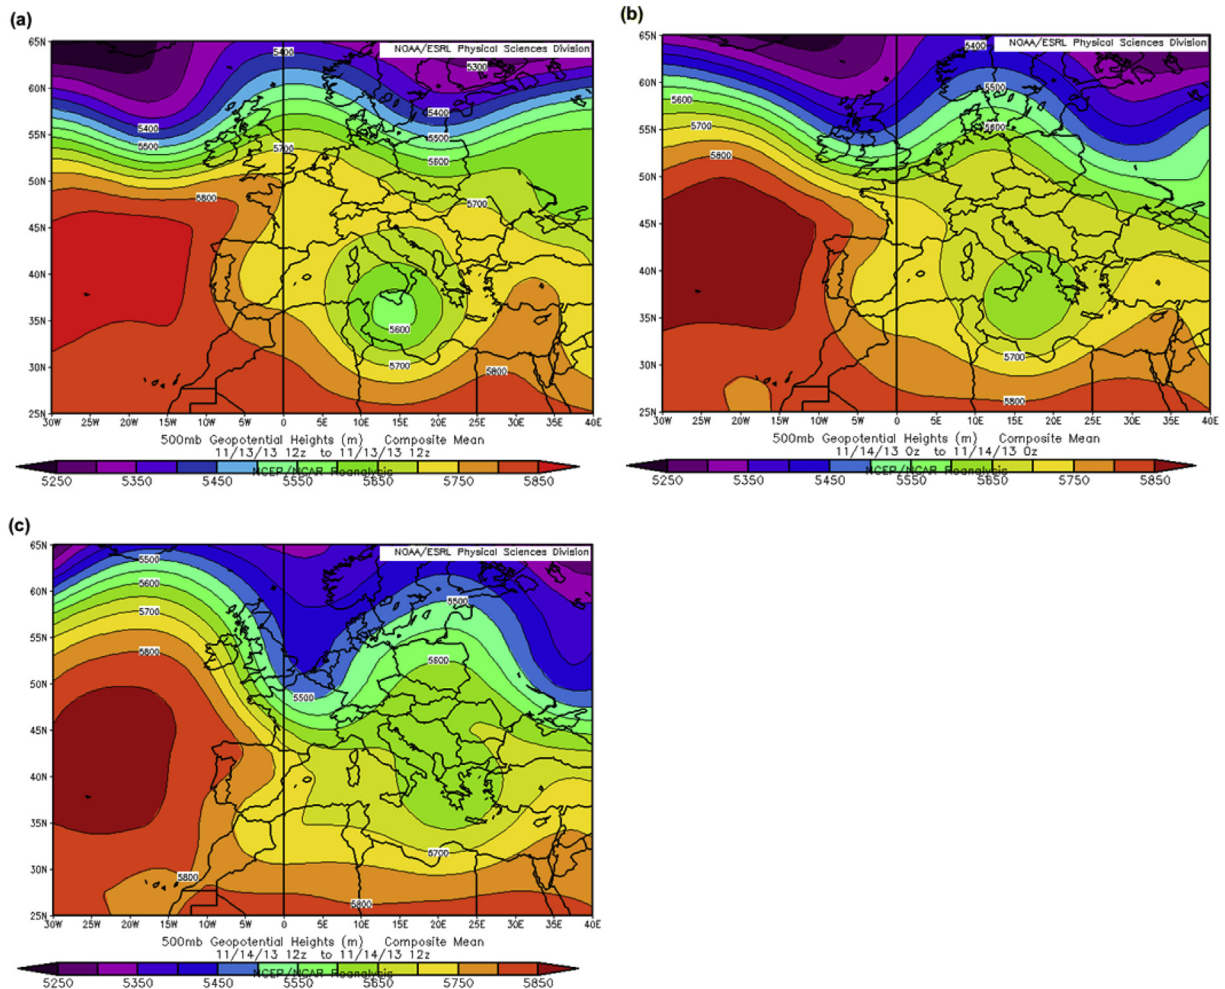 (a)
NOAA/ESRL Physical Sciences Division
65N
60N
55N
50N
45N
40N
35N
30N
25N
5400
5300
5400
5400
5500
5500
5700
5600
5800
5700
5600
5700
5800
30W 25W 20W 15W 10W 5W 0 5E 10E 15E 20E 25E 30E 35E 40E
500mb Geopotential Heights (m) Composite Mean
11/13/13 12z to 11/13/13 12z
NCEP/NCAR Reanalysis
5250 5350 5450 5550 5650 5750 5850
(b)
NOAA/ESRL Physical Sciences Division
65N
60N
55N
50N
45N
40N
35N
30N
25N
5400
5500
5600
5600
5700
5800
5700
5800
30W 25W 20W 15W 10W 5W 0 5E 10E 15E 20E 25E 30E 35E 40E
500mb Geopotential Heights (m) Composite Mean
11/14/13 0z to 11/14/13 0z
NCEP/NCAR Reanalysis
5250 5350 5450 5550 5650 5750 5850
(c)
NOAA/ESRL Physical Sciences Division
65N
60N
55N
50N
45N
40N
35N
30N
25N
5500
5600
5500
5700
5800
5600
5500
5700
5800
5800
30W 25W 20W 15W 10W 5W 0 5E 10E 15E 20E 25E 30E 35E 40E
500mb Geopotential Heights (m) Composite Mean
11/14/13 12z to 11/14/13 12z
NCEP/NCAR Reanalysis
5250 5350 5450 5550 5650 5750 5850